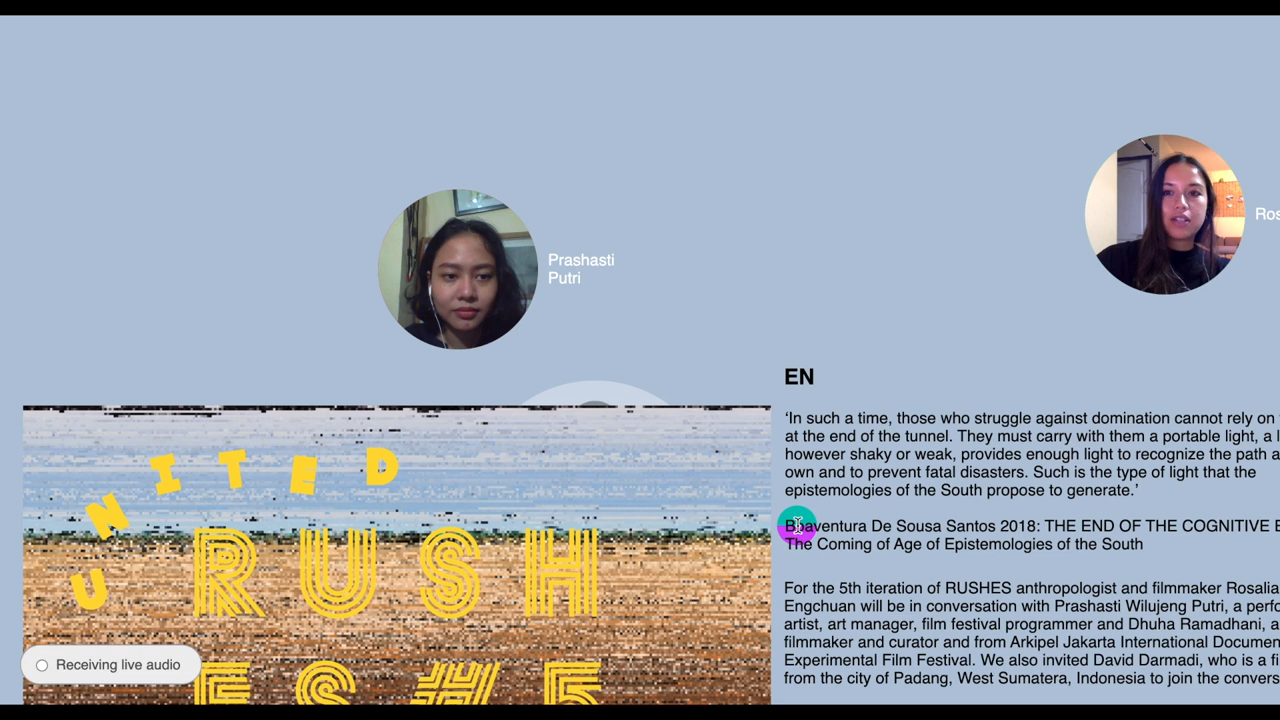 Ros
Prashasti
Putri
EN
‘In such a time, those who struggle against domination cannot rely on
at the end of the tunnel. They must carry with them a portable light, a l
however shaky or weak, provides enough light to recognize the path a
own and to prevent fatal disasters. Such is the type of light that the
epistemologies of the South propose to generate.’
Boaventura De Sousa Santos 2018: THE END OF THE COGNITIVE E
The Coming of Age of Epistemologies of the South
For the 5th iteration of RUSHES anthropologist and filmmaker Rosalia
Engchuan will be in conversation with Prashasti Wilujeng Putri, a perfo
artist, art manager, film festival programmer and Dhuha Ramadhani, a
filmmaker and curator and from Arkipel Jakarta International Documen
Experimental Film Festival. We also invited David Darmadi, who is a fi
from the city of Padang, West Sumatera, Indonesia to join the convers
UNITED
RUSH
ES#5
Receiving live audio